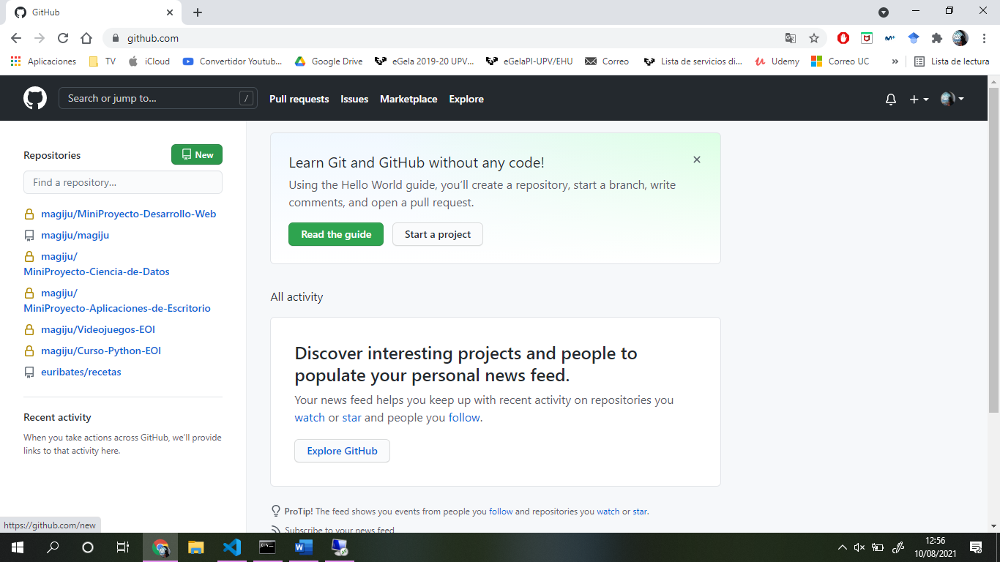 GitHub
github.com
Aplicaciones TV iCloud Convertidor Youtub... Google Drive eGela 2019-20 UPV... eGelaPI-UPV/EHU Correo Lista de servicios di... Udemy Correo UC » Lista de lectura
Search or jump to... / Pull requests Issues Marketplace Explore
Repositories New
Find a repository...
magiju/MiniProyecto-Desarrollo-Web
magiju/magiju
magiju/
MiniProyecto-Ciencia-de-Datos
magiju/
MiniProyecto-Aplicaciones-de-Escritorio
magiju/Videojuegos-EOI
magiju/Curso-Python-EOI
euribates/recetas
Recent activity
When you take actions across GitHub, we'll provide
links to that activity here.
Learn Git and GitHub without any code!
Using the Hello World guide, you'll create a repository, start a branch, write
comments, and open a pull request.
Read the guide Start a project
All activity
Discover interesting projects and people to
populate your personal news feed.
Your news feed helps you keep up with recent activity on repositories you
watch or star and people you follow.
Explore GitHub
ProTip! The feed shows you events from people you follow and repositories you watch or star.
Subscribe to your news feed
https://github.com/new
12:56
10/08/2021